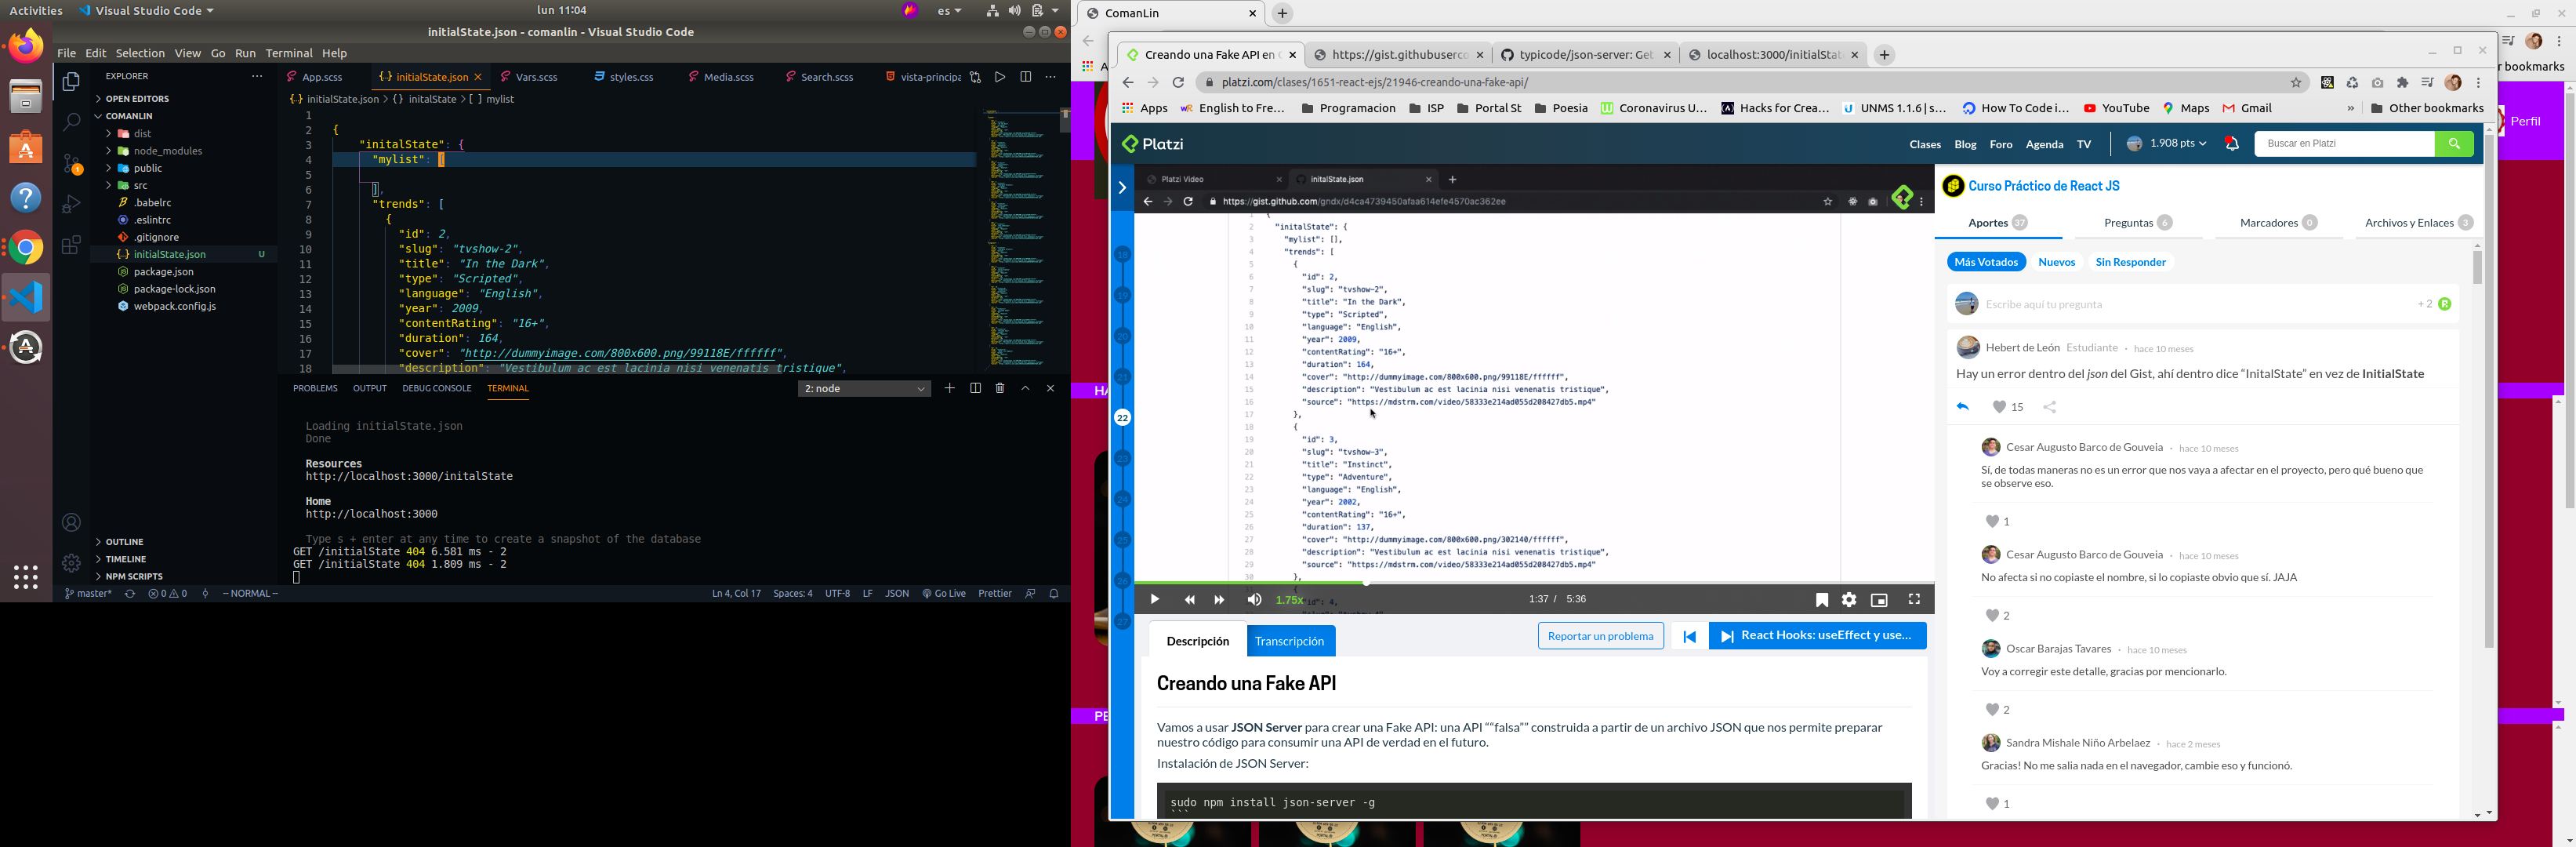 Activities
Visual Studio Code
lun 11:04
es
initialState.json - comanlin - Visual Studio Code
File Edit Selection View Go Run Terminal Help
EXPLORER
OPEN EDITORS
COMANLIN
dist
node_modules
public
src
.babelrc
.eslintrc
.gitignore
initialState.json U
package.json
package-lock.json
webpack.config.js
OUTLINE
TIMELINE
NPM SCRIPTS
App.scss
initialState.json
Vars.scss
styles.css
Media.scss
Search.scss
vista-principa
initialState.json > {} initalState > [ ] mylist
1
2 {
3 "initalState": {
4 "mylist": [
5
6 ],
7 "trends": [
8 {
9 "id": 2,
10 "slug": "tvshow-2",
11 "title": "In the Dark",
12 "type": "Scripted",
13 "language": "English",
14 "year": 2009,
15 "contentRating": "16+",
16 "duration": 164,
17 "cover": "http://dummyimage.com/800x600.png/99118E/ffffff",
18 "description": "Vestibulum ac est lacinia nisi venenatis tristique",
PROBLEMS OUTPUT DEBUG CONSOLE TERMINAL
2: node
Loading initialState.json
Done
Resources
http://localhost:3000/initalState
Home
http://localhost:3000
Type s + enter at any time to create a snapshot of the database
GET /initialState 404 6.581 ms - 2
GET /initialState 404 1.809 ms - 2
master*
0 0
-- NORMAL --
Ln 4, Col 17 Spaces: 4 UTF-8 LF JSON Go Live Prettier
ComanLin
r bookmarks
Perfil
Creando una Fake API en
https://gist.githubuserco
typicode/json-server: Get
localhost:3000/initialStat
platzi.com/clases/1651-react-ejs/21946-creando-una-fake-api/
Apps
English to Fre...
Programacion
ISP
Portal St
Poesia
Coronavirus U...
Hacks for Crea...
UNMS 1.1.6 | s...
How To Code i...
YouTube
Maps
Gmail
»
Other bookmarks
Platzi
Clases Blog Foro Agenda TV
1.908 pts
Buscar en Platzi
Platzi Video
initalState.json
https://gist.github.com/gndx/d4ca4739450afaa614efe4570ac362ee
1 {
2 "initalState": {
3 "mylist": [],
4 "trends": [
5 {
6 "id": 2,
7 "slug": "tvshow-2",
8 "title": "In the Dark",
9 "type": "Scripted",
10 "language": "English",
11 "year": 2009,
12 "contentRating": "16+",
13 "duration": 164,
14 "cover": "http://dummyimage.com/800x600.png/99118E/ffffff",
15 "description": "Vestibulum ac est lacinia nisi venenatis tristique",
16 "source": "https://mdstrm.com/video/58333e214ad055d208427db5.mp4"
17 },
18 {
19 "id": 3,
20 "slug": "tvshow-3",
21 "title": "Instinct",
22 "type": "Adventure",
23 "language": "English",
24 "year": 2002,
25 "contentRating": "16+",
26 "duration": 137,
27 "cover": "http://dummyimage.com/800x600.png/302140/ffffff",
28 "description": "Vestibulum ac est lacinia nisi venenatis tristique",
29 "source": "https://mdstrm.com/video/58333e214ad055d208427db5.mp4"
30 },
"id": 4,
18
19
20
21
22
23
24
25
26
27
1.75x
1:37 / 5:36
Descripción
Transcripción
Reportar un problema
React Hooks: useEffect y use...
Creando una Fake API
Vamos a usar JSON Server para crear una Fake API: una API ““falsa”” construida a partir de un archivo JSON que nos permite preparar
nuestro código para consumir una API de verdad en el futuro.
Instalación de JSON Server:
sudo npm install json-server -g
```
Curso Práctico de React JS
Aportes 37
Preguntas 6
Marcadores 0
Archivos y Enlaces 3
Más Votados
Nuevos
Sin Responder
Escribe aquí tu pregunta
+ 2
Hebert de León Estudiante • hace 10 meses
Hay un error dentro del json del Gist, ahí dentro dice “InitalState” en vez de InitialState
15
Cesar Augusto Barco de Gouveia • hace 10 meses
Sí, de todas maneras no es un error que nos vaya a afectar en el proyecto, pero qué bueno que
se observe eso.
1
Cesar Augusto Barco de Gouveia • hace 10 meses
No afecta si no copiaste el nombre, si lo copiaste obvio que sí. JAJA
2
Oscar Barajas Tavares • hace 10 meses
Voy a corregir este detalle, gracias por mencionarlo.
2
Sandra Mishale Niño Arbelaez • hace 2 meses
Gracias! No me salia nada en el navegador, cambie eso y funcionó.
1